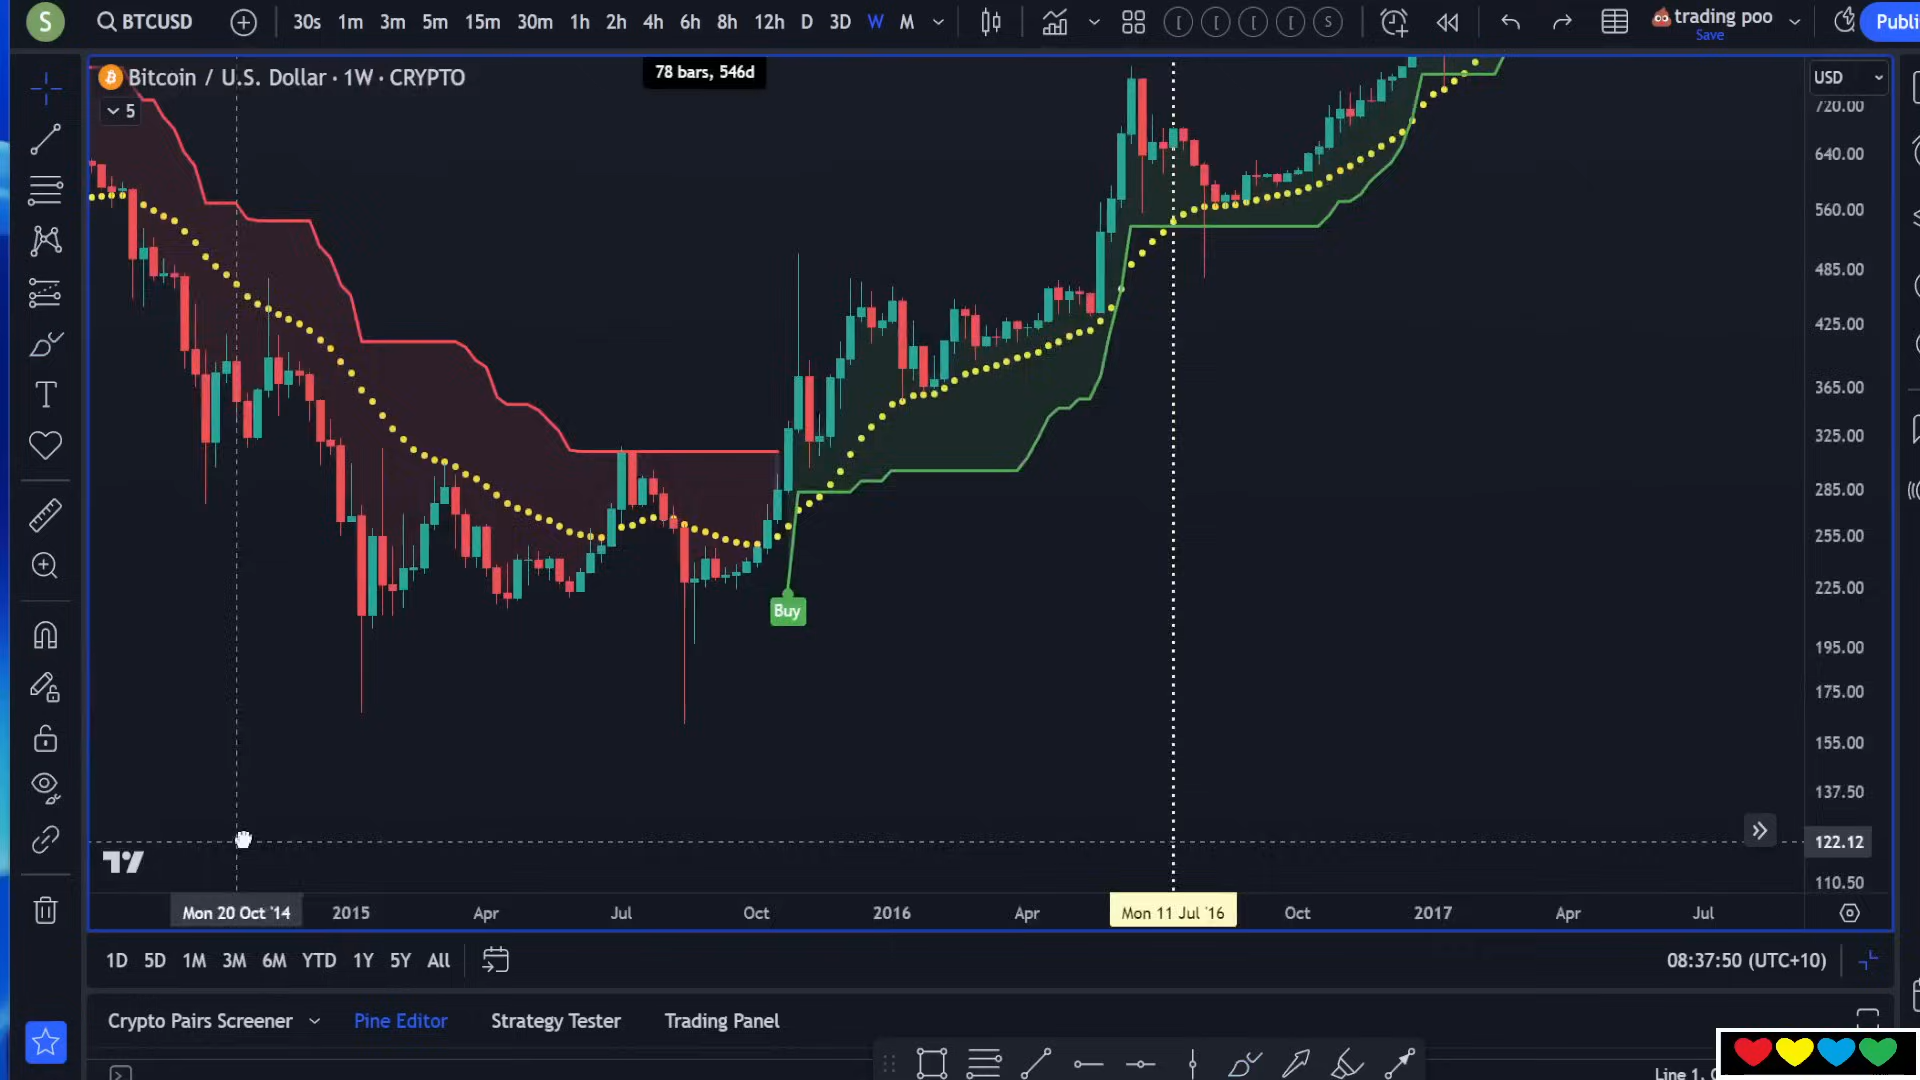 S
BTCUSD
30s 1m 3m 5m 15m 30m 1h 2h 4h 6h 8h 12h D 3D W M
[ [ [ [ S
trading poo
Save
Publi
Bitcoin / U.S. Dollar · 1W · CRYPTO
5
78 bars, 546d
USD
720.00
640.00
560.00
485.00
425.00
365.00
325.00
285.00
255.00
225.00
195.00
175.00
155.00
137.50
122.12
110.50
Buy
Mon 20 Oct '14 2015 Apr Jul Oct 2016 Apr Mon 11 Jul '16 Oct 2017 Apr Jul
1D 5D 1M 3M 6M YTD 1Y 5Y All
08:37:50 (UTC+10)
Crypto Pairs Screener Pine Editor Strategy Tester Trading Panel
Line 1,